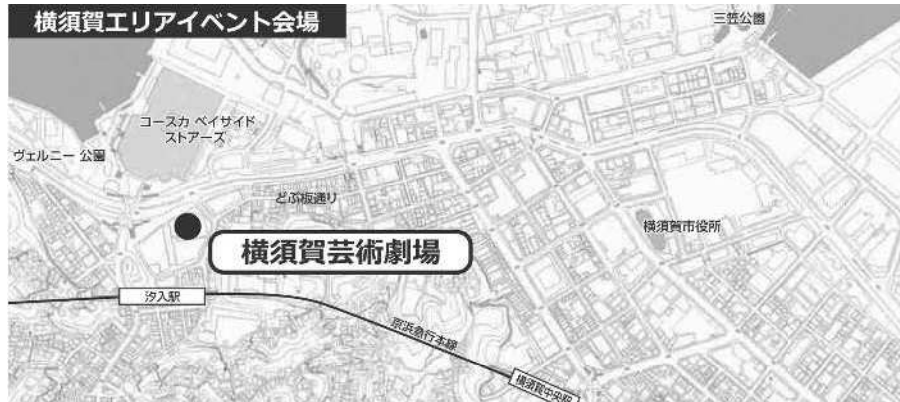 横須賀エリアイベント会場
三笠公園
コースカ ベイサイド
ストアーズ
ヴェルニー 公園
どぶ板通り
横須賀市役所
横須賀芸術劇場
汐入駅
京浜急行本線
横須賀中央駅